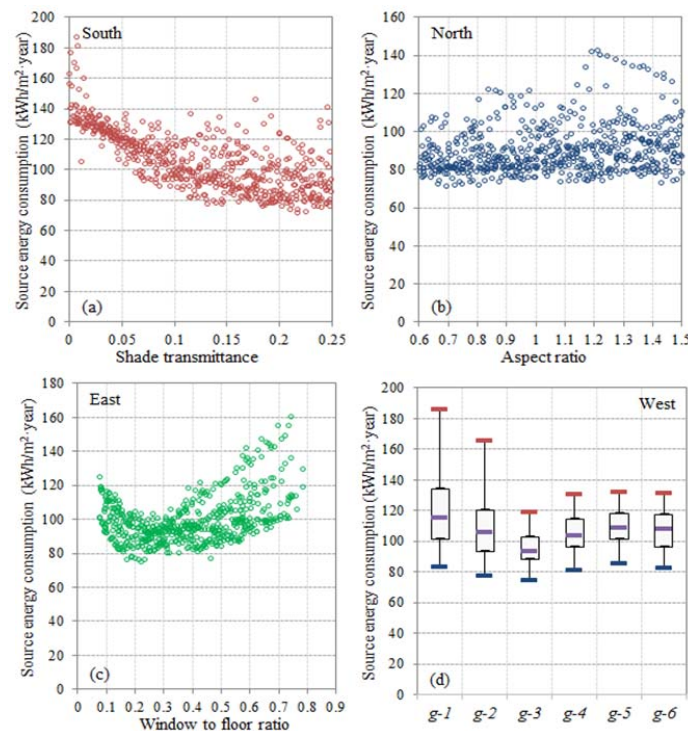 South
Source energy consumption (kWh/m²·year)
200
180
160
140
120
100
80
60
40
20
0
(a)
0 0.05 0.1 0.15 0.2 0.25
Shade transmittance
North
Source energy consumption (kWh/m²·year)
160
140
120
100
80
60
40
20
0
(b)
0.6 0.7 0.8 0.9 1 1.1 1.2 1.3 1.4 1.5
Aspect ratio
East
Source energy consumption (kWh/m²·year)
180
160
140
120
100
80
60
40
20
0
(c)
0 0.1 0.2 0.3 0.4 0.5 0.6 0.7 0.8 0.9
Window to floor ratio
West
Source energy consumption (kWh/m²·year)
200
180
160
140
120
100
80
60
40
20
0
(d)
g-1 g-2 g-3 g-4 g-5 g-6